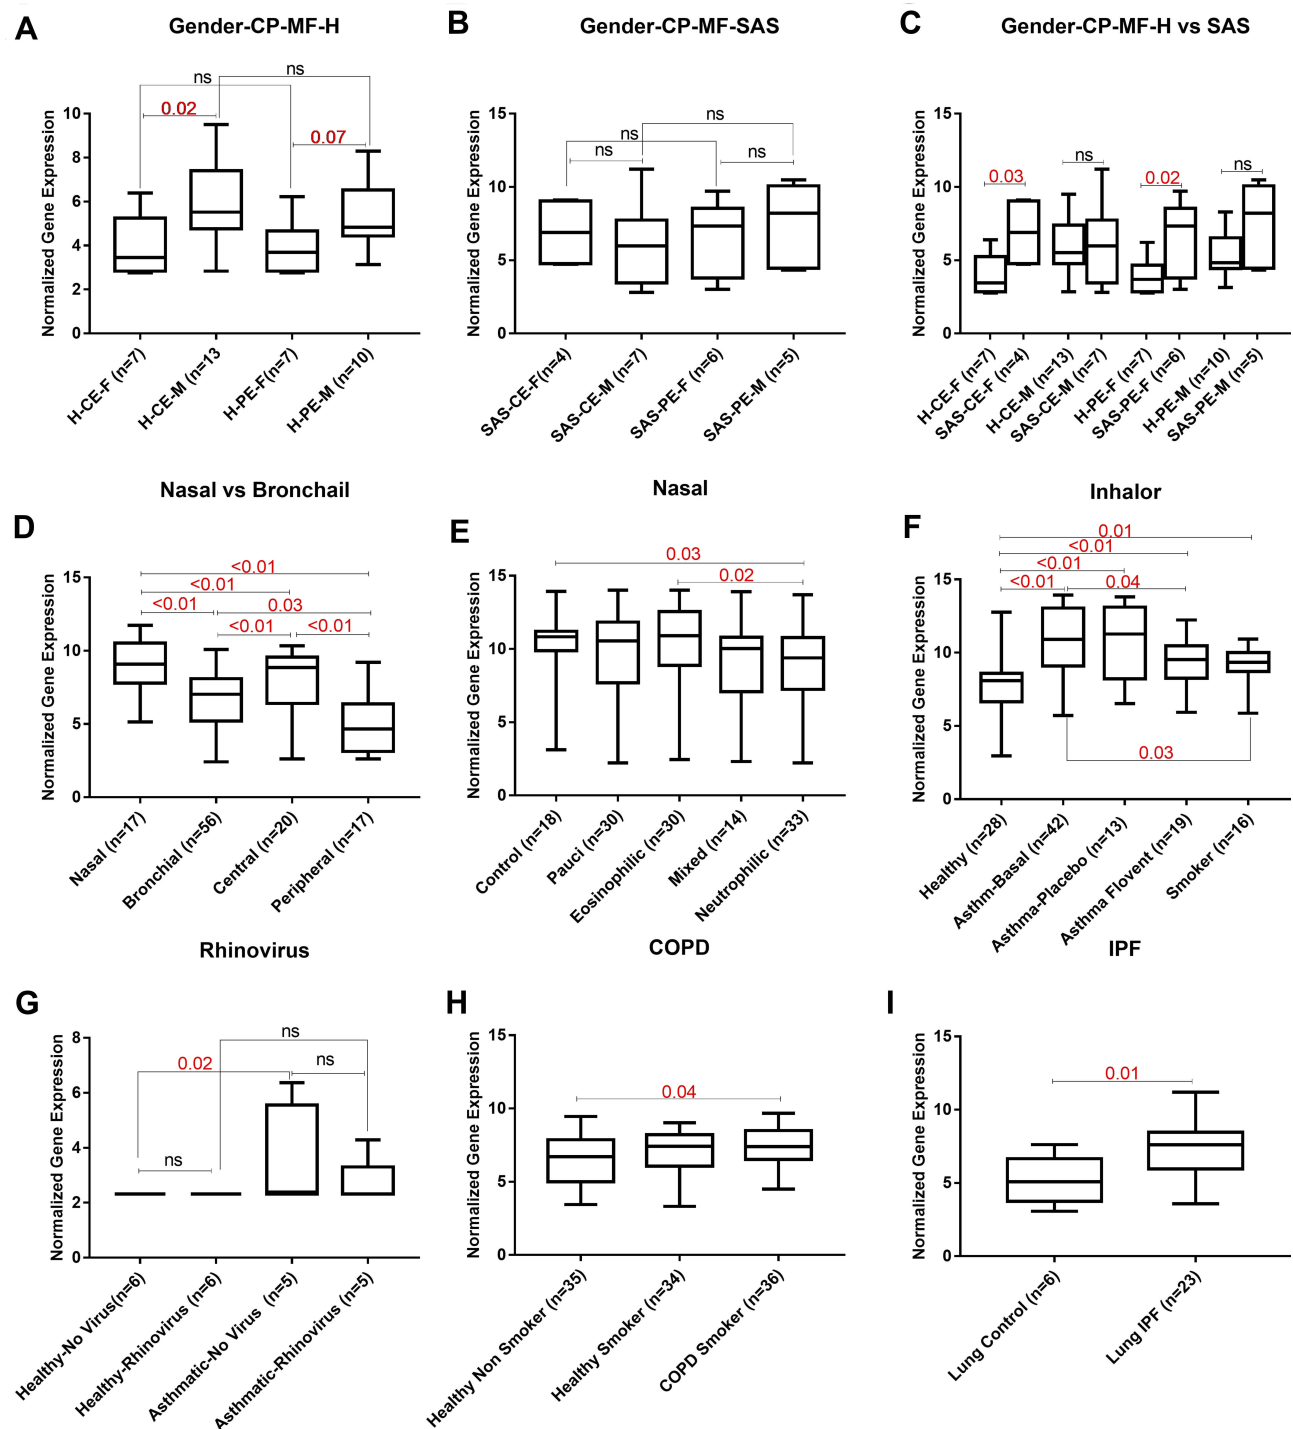 A
Gender-CP-MF-H
ns
ns
0.02
0.07
Normalized Gene Expression
10
8
6
4
2
0
H-CE-F (n=7)
H-CE-M (n=13
H-PE-F(n=7)
H-PE-M(n=10)
B
Gender-CP-MF-SAS
ns
ns
ns
ns
Normalized Gene Expression
15
10
5
0
SAS-CE-F(n=4)
SAS-CE-M (n=7)
SAS-PE-F (n=6)
SAS-PE-M (n=5)
C
Gender-CP-MF-H vs SAS
0.03
ns
0.02
ns
Normalized Gene Expression
15
10
5
0
H-CE-F (n=7)
SAS-CE-F (n=4)
H-CE-M (n=13)
SAS-CE-M (n=7)
H-PE-F (n=7)
SAS-PE-F (n=6)
H-PE-M (n=10)
SAS-PE-M (n=5)
D
Nasal vs Bronchail
<0.01
<0.01
<0.01
0.03
<0.01
<0.01
Normalized Gene Expression
15
10
5
0
Nasal (n=17)
Bronchial (n=56)
Central (n=20)
Peripheral (n=17)
E
Nasal
0.03
0.02
Normalized Gene Expression
15
10
5
0
Control (n=18)
Pauci (n=30)
Eosinophilic (n=30)
Mixed (n=14)
Neutrophilic (n=33)
F
Inhalor
0.01
<0.01
<0.01
<0.01
0.04
0.03
Normalized Gene Expression
15
10
5
0
Healthy (n=28)
Asthm-Basal (n=42)
Asthma-Placebo (n=13)
Asthma Flovent (n=19)
Smoker (n=16)
G
Rhinovirus
ns
0.02
ns
ns
Normalized Gene Expression
8
6
4
2
0
Healthy-No Virus(n=6)
Healthy-Rhinovirus (n=6)
Asthmatic-No Virus (n=5)
Asthmatic-Rhinovirus (n=5)
H
COPD
0.04
Normalized Gene Expression
15
10
5
0
Healthy Non Smoker (n=35)
Healthy Smoker (n=34)
COPD Smoker (n=36)
I
IPF
0.01
Normalized Gene Expression
15
10
5
0
Lung Control (n=6)
Lung IPF (n=23)